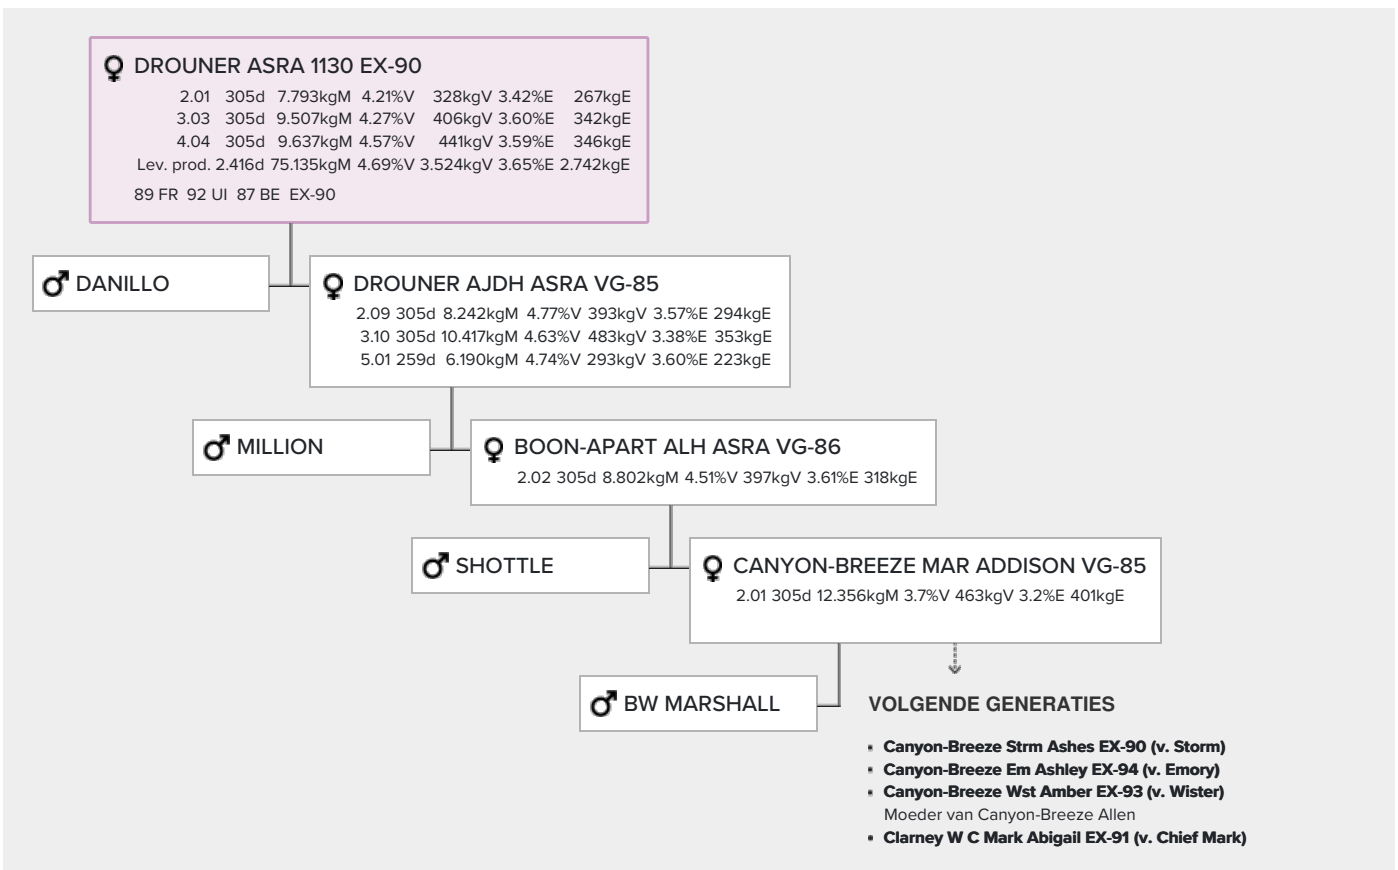 DROUNER ASRA 1130 EX-90
2.01 305d 7.793kgM 4.21%V 328kgV 3.42%E 267kgE
3.03 305d 9.507kgM 4.27%V 406kgV 3.60%E 342kgE
4.04 305d 9.637kgM 4.57%V 441kgV 3.59%E 346kgE
Lev. prod. 2.416d 75.135kgM 4.69%V 3.524kgV 3.65%E 2.742kgE
89 FR 92 UI 87 BE EX-90
DANILLO
DROUNER AJDH ASRA VG-85
2.09 305d 8.242kgM 4.77%V 393kgV 3.57%E 294kgE
3.10 305d 10.417kgM 4.63%V 483kgV 3.38%E 353kgE
5.01 259d 6.190kgM 4.74%V 293kgV 3.60%E 223kgE
MILLION
BOON-APART ALH ASRA VG-86
2.02 305d 8.802kgM 4.51%V 397kgV 3.61%E 318kgE
SHOTTLE
CANYON-BREEZE MAR ADDISON VG-85
2.01 305d 12.356kgM 3.7%V 463kgV 3.2%E 401kgE
BW MARSHALL
VOLGENDE GENERATIES
• Canyon-Breeze Strm Ashes EX-90 (v. Storm)
• Canyon-Breeze Em Ashley EX-94 (v. Emory)
• Canyon-Breeze Wst Amber EX-93 (v. Wister)
Moeder van Canyon-Breeze Allen
• Clarney W C Mark Abigail EX-91 (v. Chief Mark)